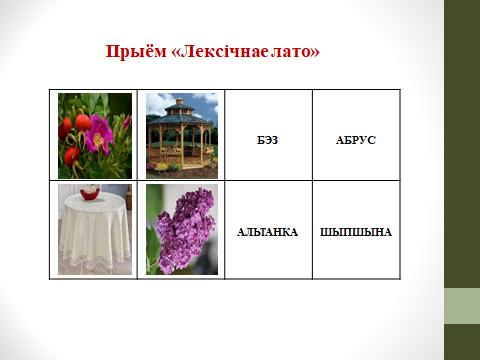 Прыём «Лексічнае лато»
БЭЗ
АБРУС
АЛЬТАНКА
ШЫПШЫНА